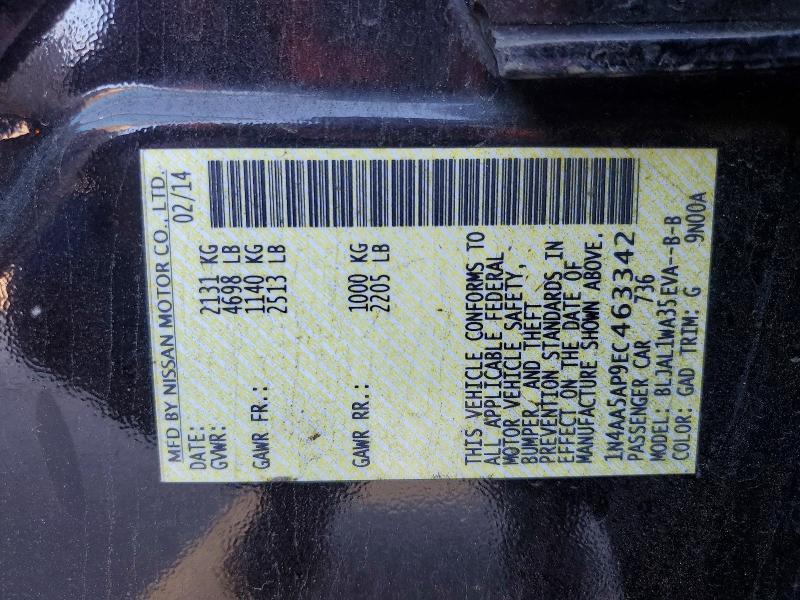 MFD BY NISSAN MOTOR CO., LTD.
DATE: 02/14
GVWR: 2131 KG
4698 LB
GAWR FR.: 1140 KG
2513 LB
GAWR RR.: 1000 KG
2205 LB
THIS VEHICLE CONFORMS TO
ALL APPLICABLE FEDERAL
MOTOR VEHICLE SAFETY,
BUMPER, AND THEFT
PREVENTION STANDARDS IN
EFFECT ON THE DATE OF
MANUFACTURE SHOWN ABOVE.
1N4AA5AP9EC463342
PASSENGER CAR 736
MODEL: BLJALIWA35EVA--B-B
COLOR: GAD TRIM: G 9N00A